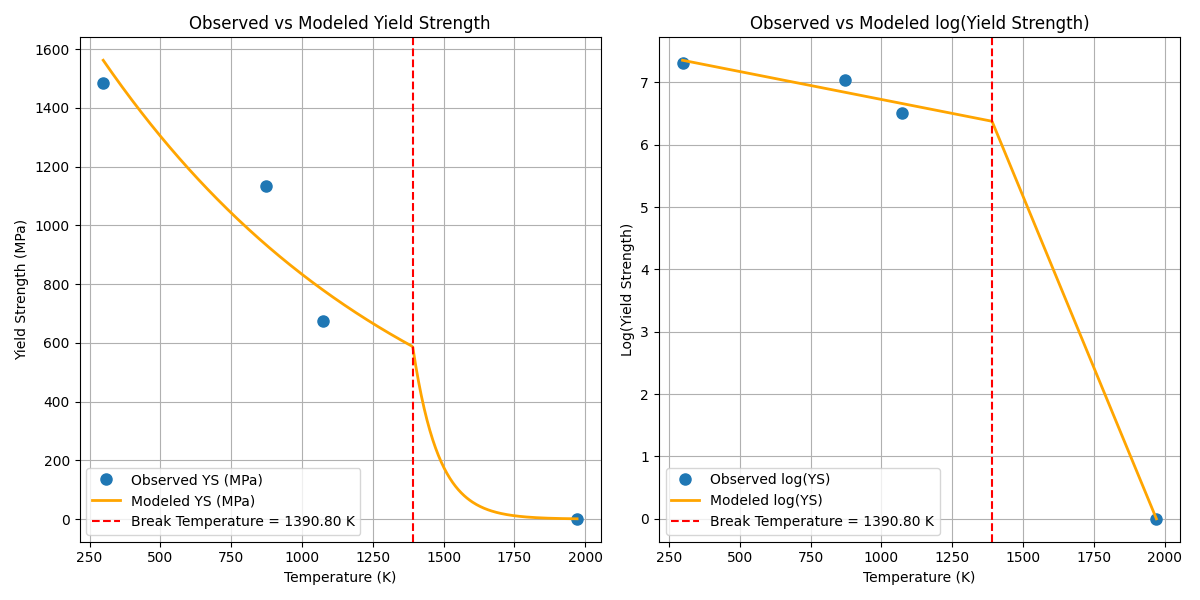 Observed vs Modeled Yield Strength
1600
1400
1200
1000
800
600
400
200
0
Yield Strength (MPa)
Observed YS (MPa)
Modeled YS (MPa)
Break Temperature = 1390.80 K
250 500 750 1000 1250 1500 1750 2000
Temperature (K)
Observed vs Modeled log(Yield Strength)
7
6
5
4
3
2
1
0
Log(Yield Strength)
Observed log(YS)
Modeled log(YS)
Break Temperature = 1390.80 K
250 500 750 1000 1250 1500 1750 2000
Temperature (K)